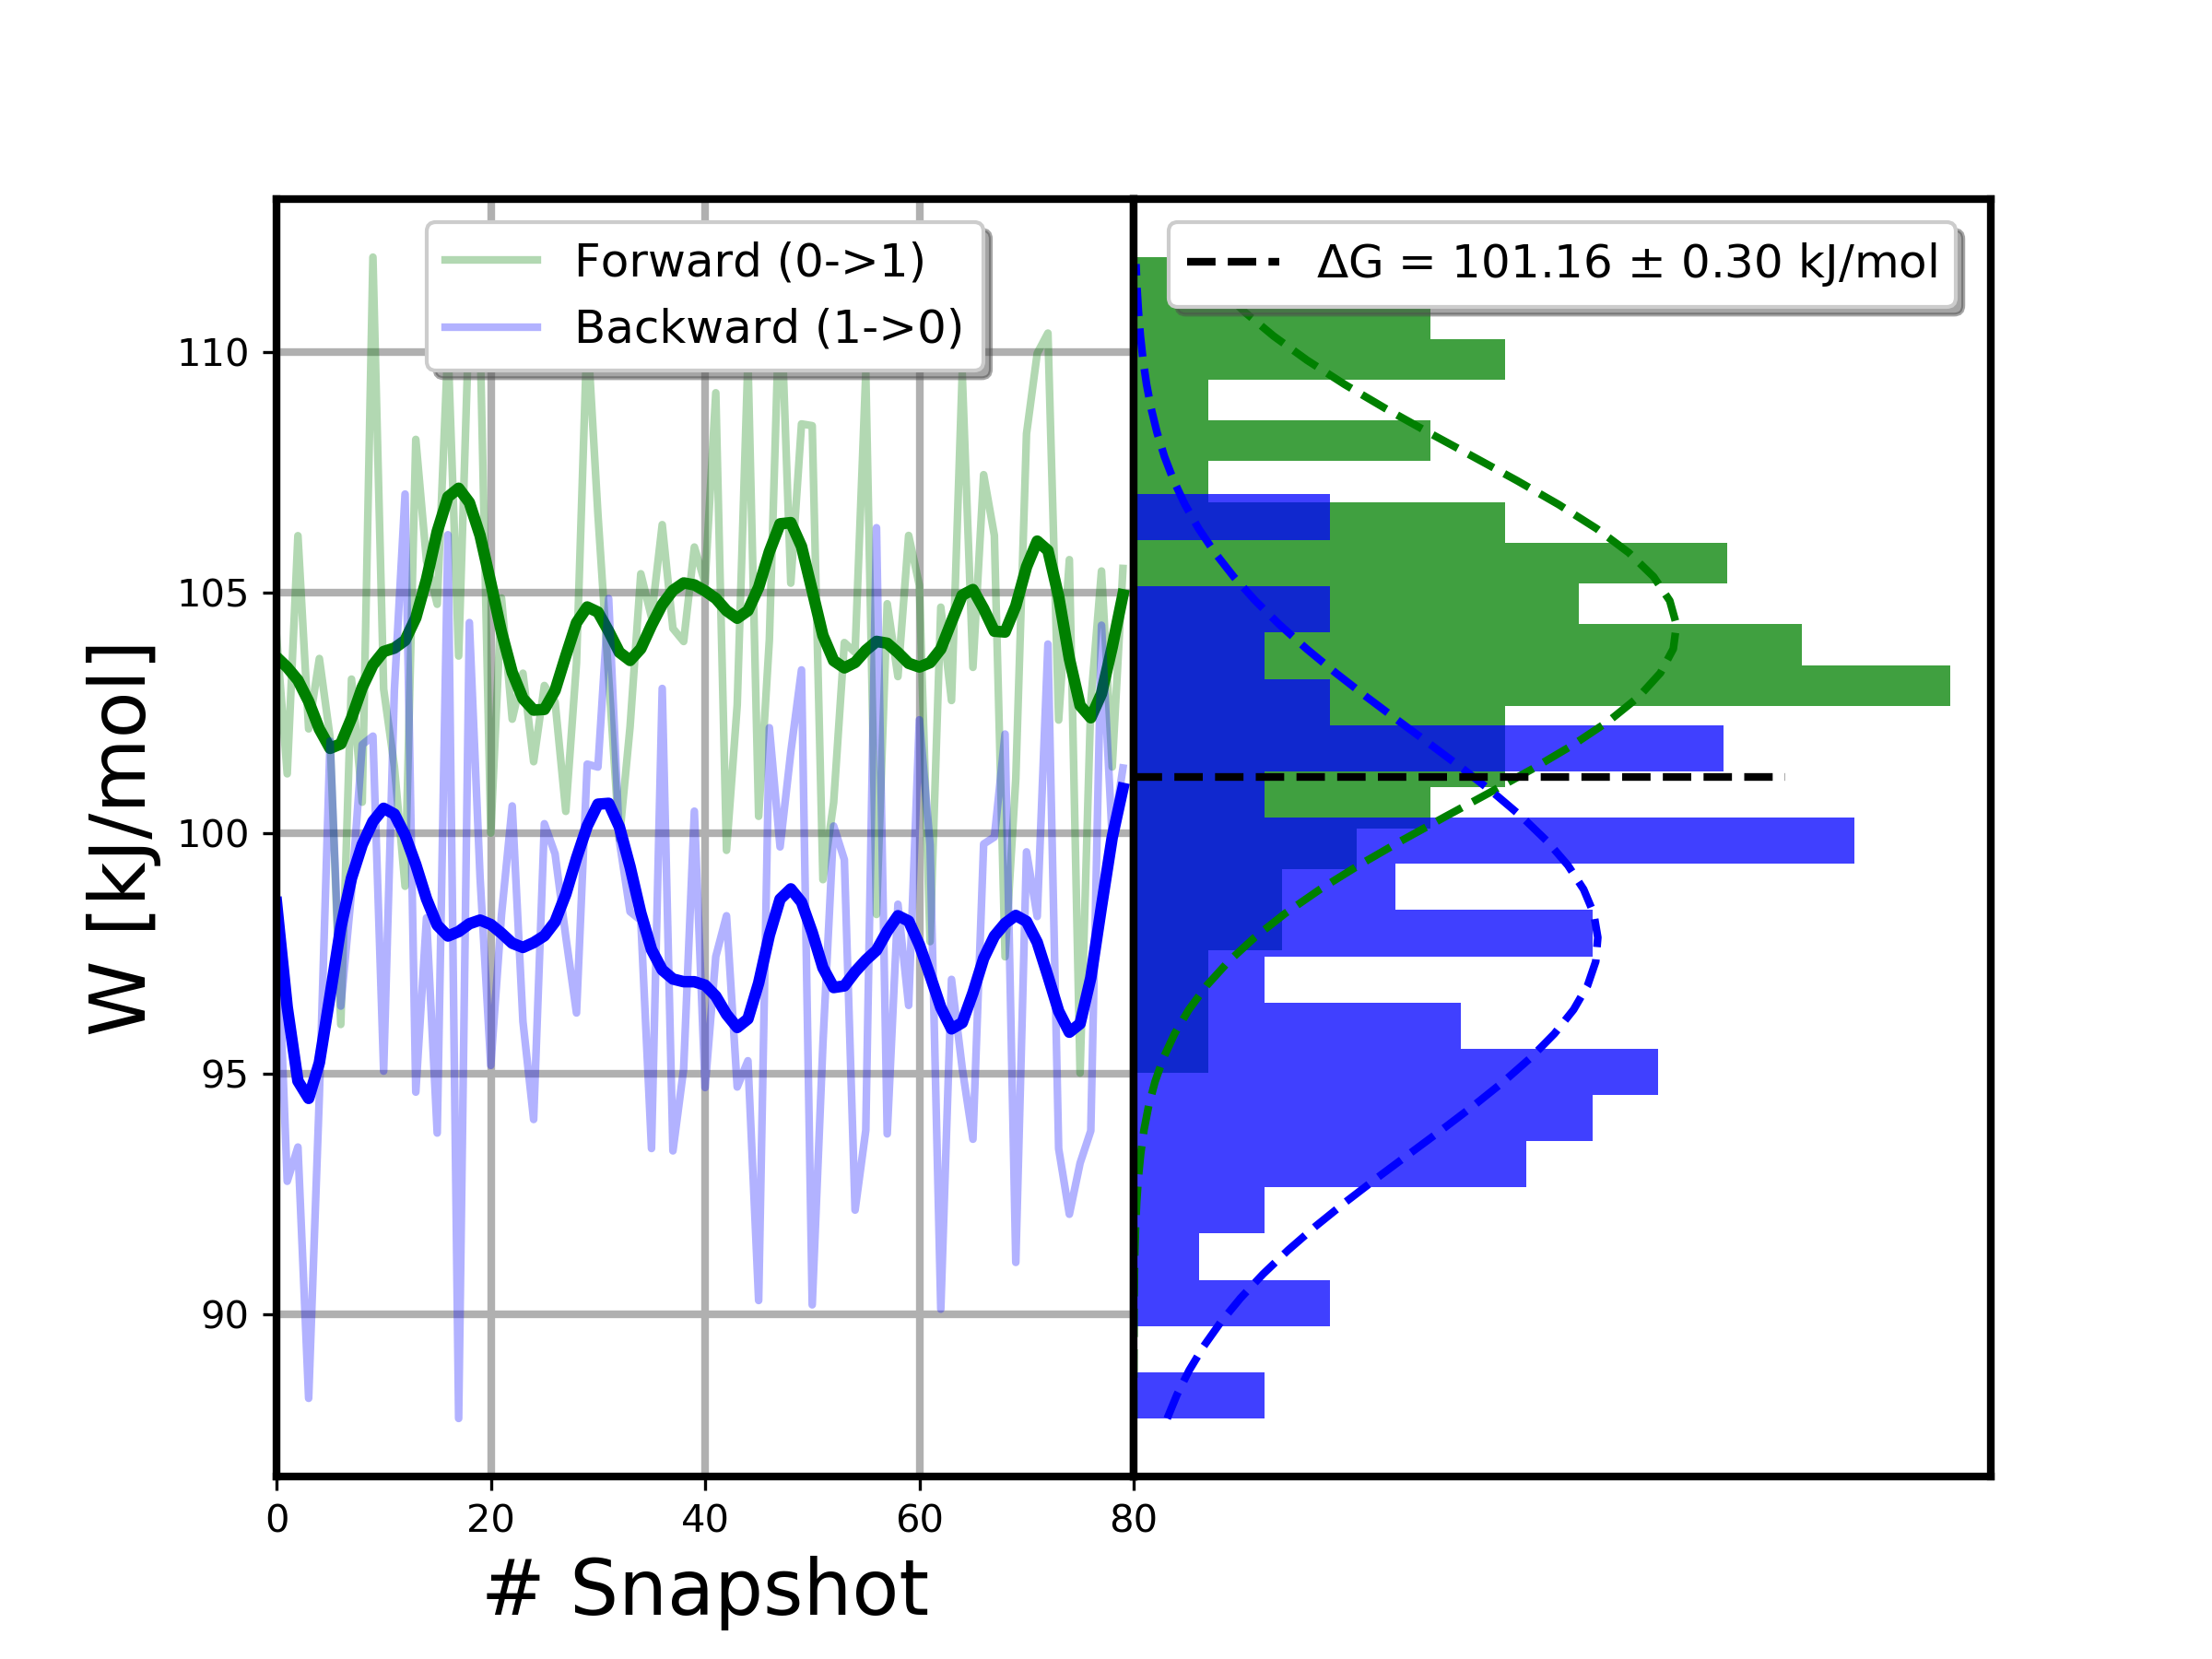 Forward (0->1)
Backward (1->0)
ΔG = 101.16 ± 0.30 kJ/mol
110
105
100
95
90
W [kJ/mol]
0 20 40 60 80
# Snapshot